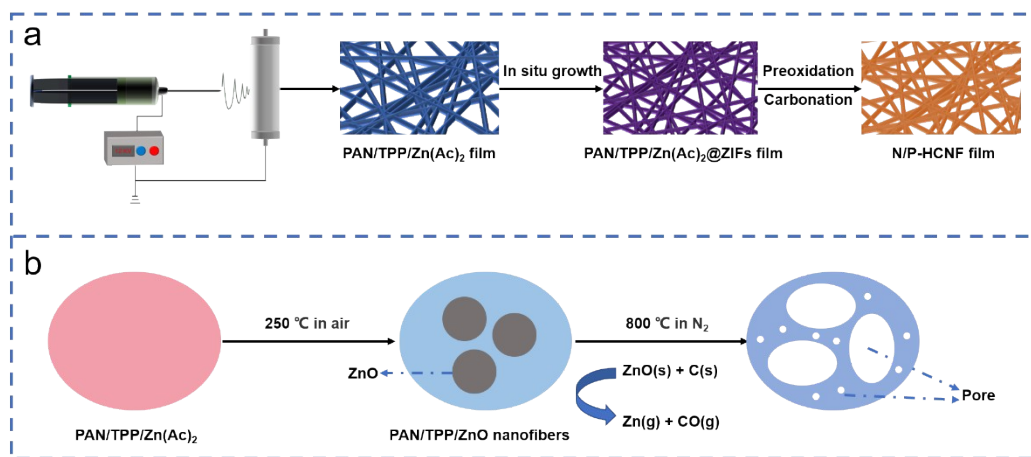 a
In situ growth
Preoxidation
Carbonation
PAN/TPP/Zn(Ac)₂ film
PAN/TPP/Zn(Ac)₂@ZIFs film
N/P-HCNF film
b
250 ℃ in air
800 ℃ in N₂
ZnO
ZnO(s) + C(s)
Zn(g) + CO(g)
Pore
PAN/TPP/Zn(Ac)₂
PAN/TPP/ZnO nanofibers